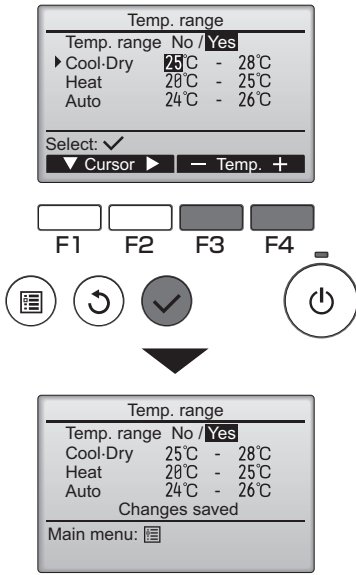 Temp. range
Temp. range No / Yes
Cool·Dry 25℃ - 28℃
Heat 20℃ - 25℃
Auto 24℃ - 26℃
Select: ✓
▼ Cursor ▶ − Temp. +
F1 F2 F3 F4
Temp. range
Temp. range No / Yes
Cool·Dry 25℃ - 28℃
Heat 20℃ - 25℃
Auto 24℃ - 26℃
Changes saved
Main menu: